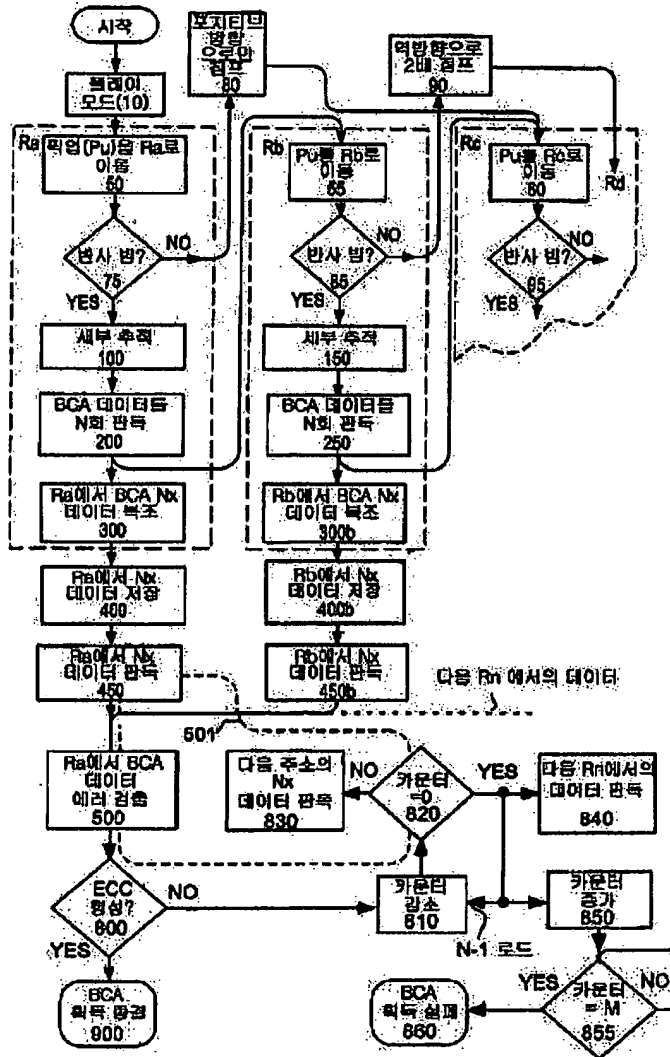 시작
플레이
모드(10)
포지티브
방향
으로만
점프
80
역방향으로
2배 점프
90
Ra
픽업(Pu)을 Ra로
이동
50
Rb
Pu를 Rb로
이동
55
Rc
Pu를 Rc로
이동
60
Rd
반사 빔?
75
NO
YES
반사 빔?
85
NO
YES
반사 빔?
95
NO
YES
세부 추적
100
세부 추적
150
BCA 데이터를
N회 판독
200
BCA 데이터를
N회 판독
250
Ra에서 BCA Nx
데이터 복조
300
Rb에서 BCA Nx
데이터 복조
300b
Ra에서 Nx
데이터 저장
400
Rb에서 Nx
데이터 저장
400b
Ra에서 Nx
데이터 판독
450
Rb에서 Nx
데이터 판독
450b
다음 Rn 에서의 데이터
501
Ra에서 BCA
데이터
에러 검출
500
다음 주소의
Nx
데이터 판독
830
NO
카운터
=0
820
YES
다음 Rn에서의
데이터 판독
840
ECC
형성?
800
NO
YES
카운터
감소
810
N-1 로드
카운터
증가
850
BCA
획득 종결
900
BCA
획득 실패
860
YES
카운터
= M
855
NO